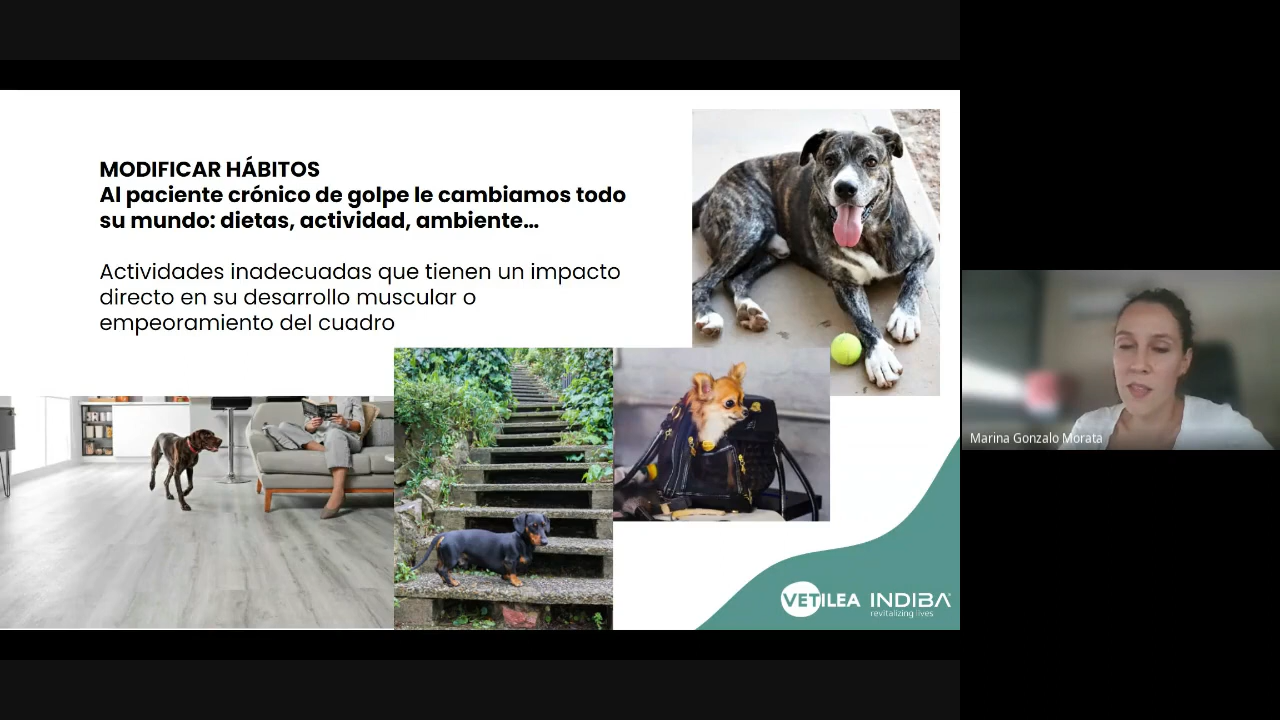 MODIFICAR HÁBITOS
Al paciente crónico de golpe le cambiamos todo
su mundo: dietas, actividad, ambiente...
Actividades inadecuadas que tienen un impacto
directo en su desarrollo muscular o
empeoramiento del cuadro
Marina Gonzalo Morata
VETILEA INDIBA
revitalizing lives